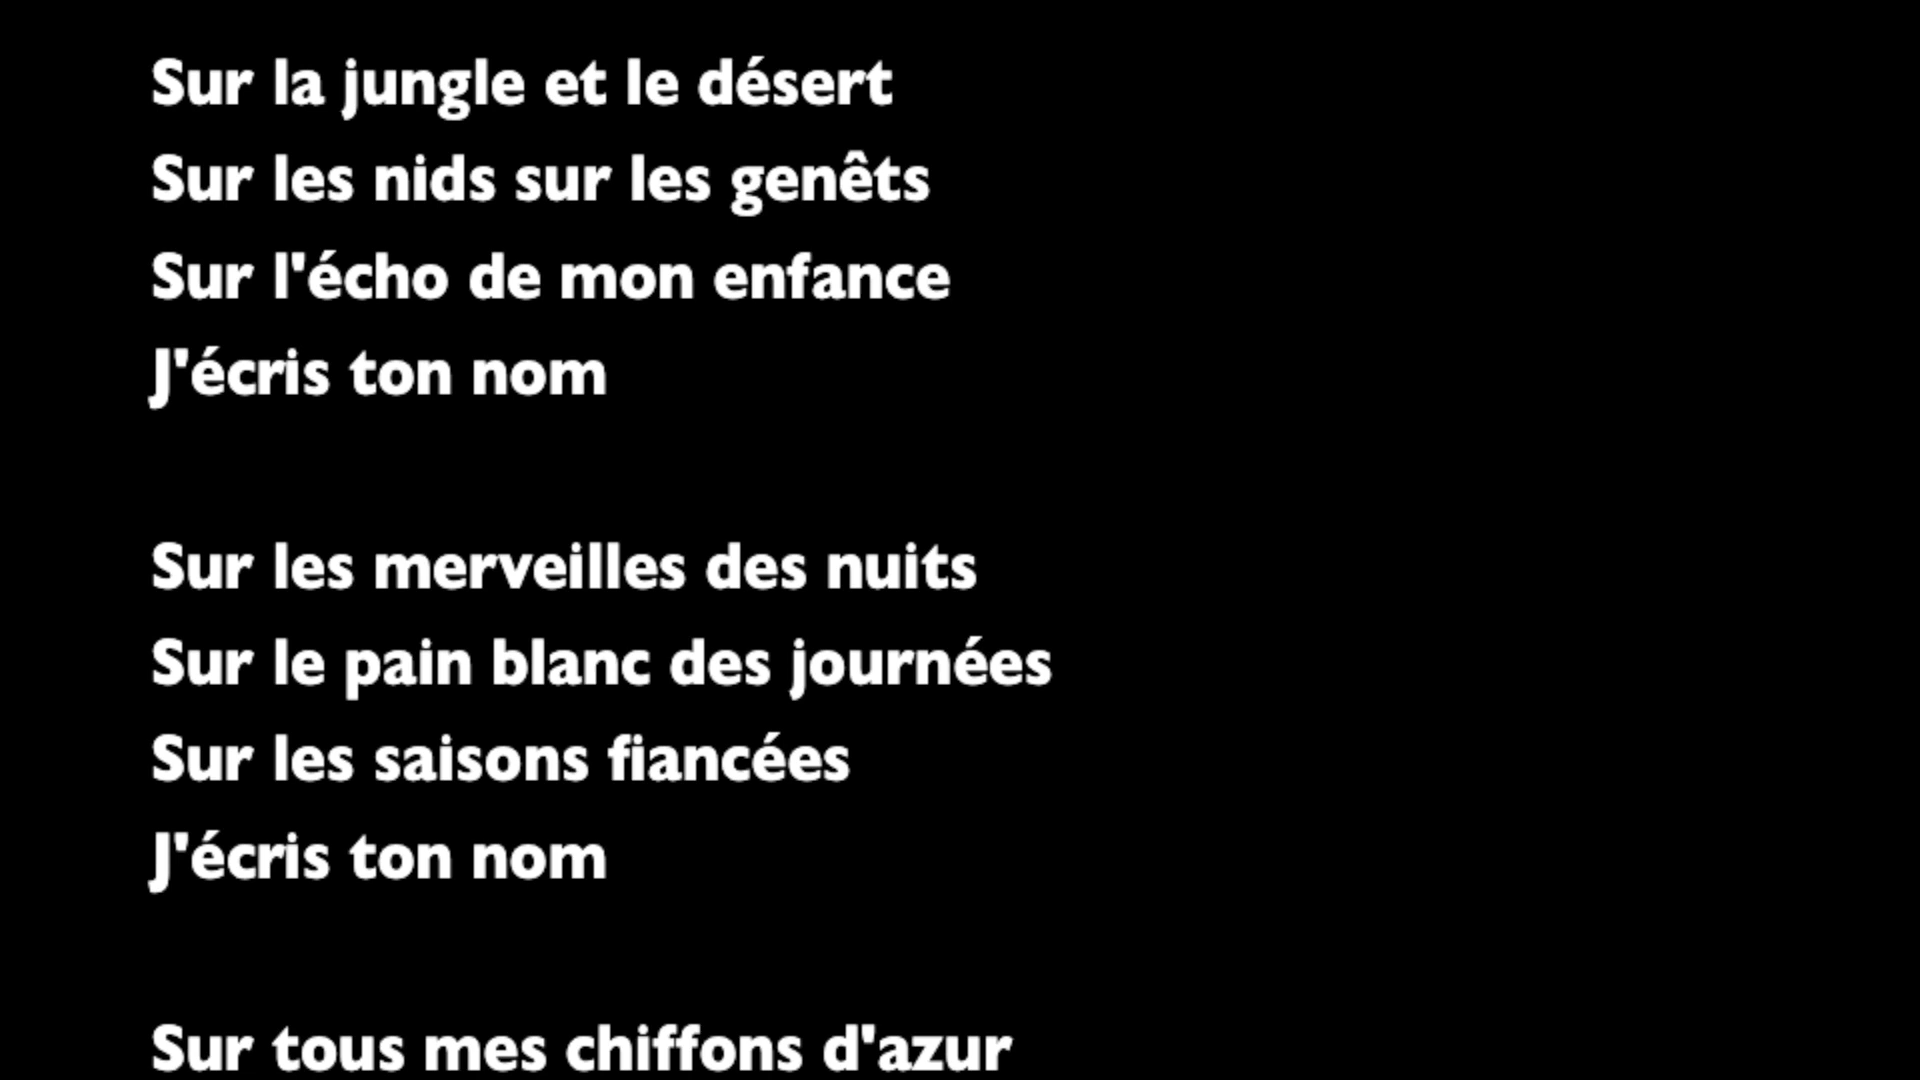 Sur la jungle et le désert
Sur les nids sur les genêts
Sur l'écho de mon enfance
J'écris ton nom
Sur les merveilles des nuits
Sur le pain blanc des journées
Sur les saisons fiancées
J'écris ton nom
Sur tous mes chiffons d'azur